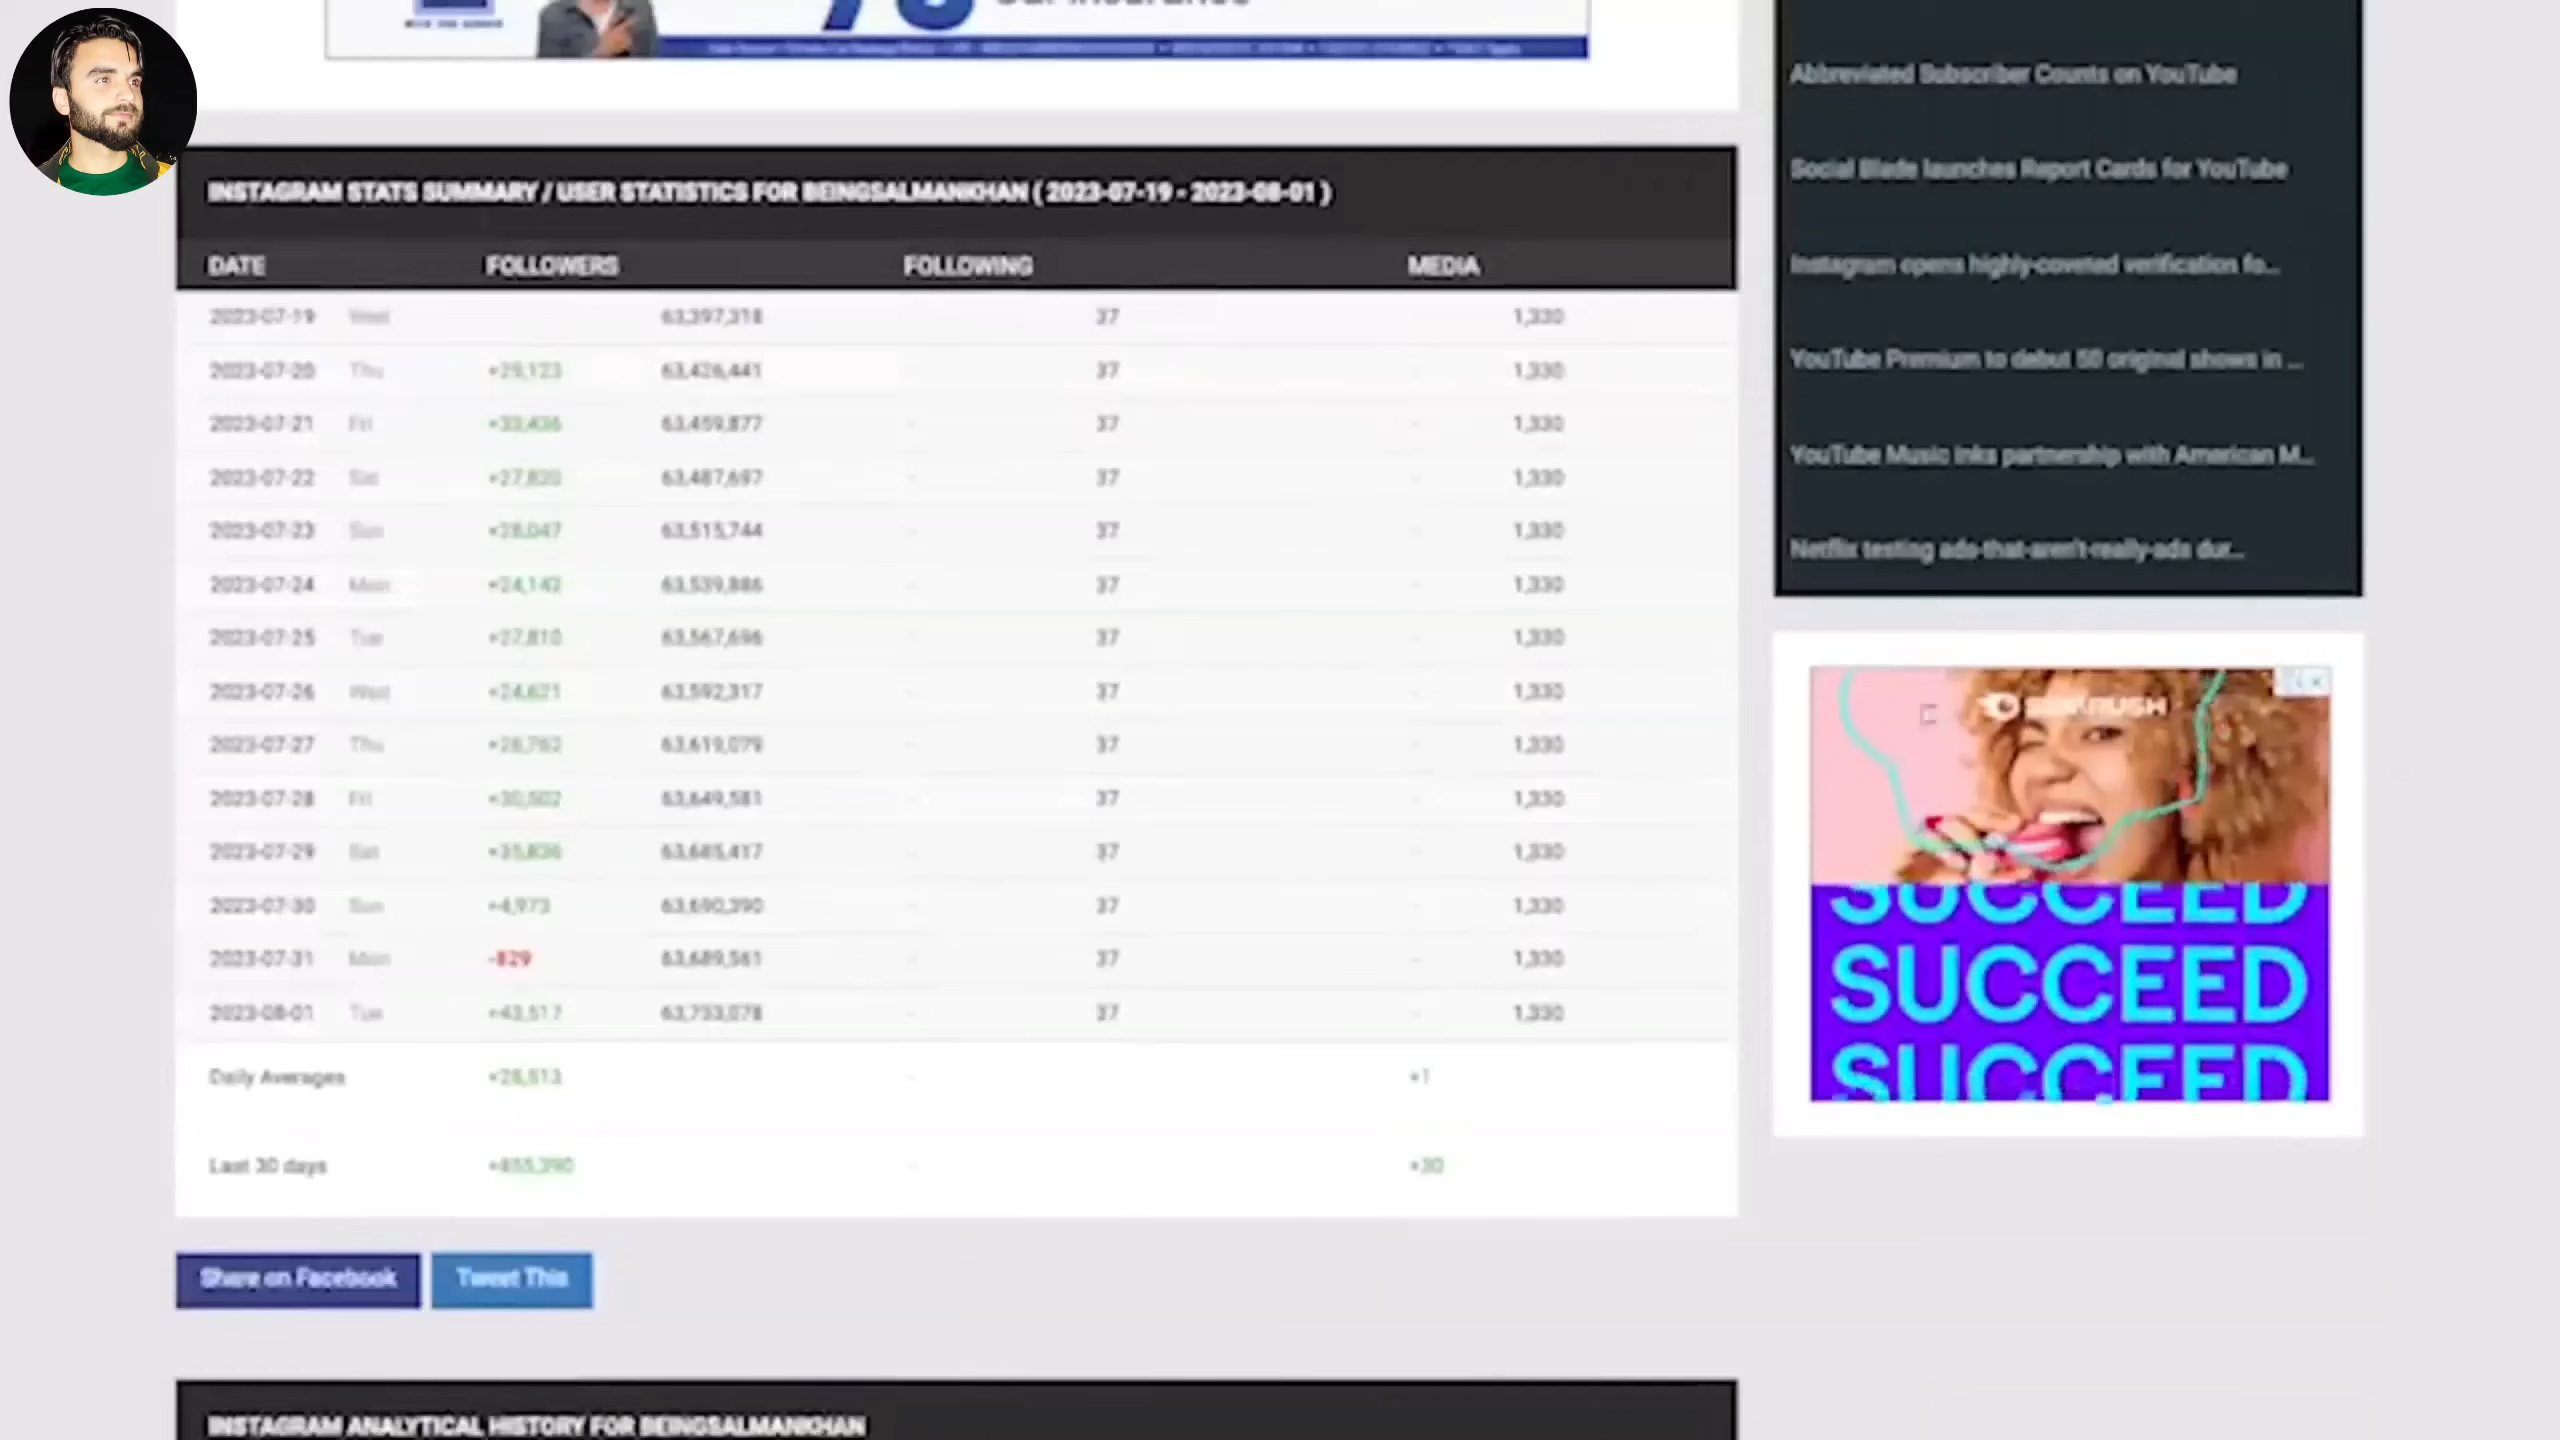 INSTAGRAM STATS SUMMARY / USER STATISTICS FOR BEINGSALMANKHAN ( 2023-07-19 - 2023-08-01 )
DATE FOLLOWERS FOLLOWING MEDIA
2023-07-19 Wed 63,397,318 37 1,330
2023-07-20 Thu +29,123 63,426,441 - 37 - 1,330
2023-07-21 Fri +33,436 63,459,877 - 37 - 1,330
2023-07-22 Sat +27,820 63,487,697 - 37 - 1,330
2023-07-23 Sun +28,047 63,515,744 - 37 - 1,330
2023-07-24 Mon +24,142 63,539,886 - 37 - 1,330
2023-07-25 Tue +27,810 63,567,696 - 37 - 1,330
2023-07-26 Wed +24,621 63,592,317 - 37 - 1,330
2023-07-27 Thu 63,619,079 - 37 - 1,330
2023-07-28 Fri +30,502 63,649,581 - 37 - 1,330
2023-07-29 Sat +35,836 63,685,417 - 37 - 1,330
2023-07-30 Sun +4,973 63,690,390 - 37 - 1,330
2023-07-31 Mon -829 63,689,561 - 37 - 1,330
2023-08-01 Tue +43,517 63,733,078 - 37 - 1,330
Daily Averages +28,513 - +1
Last 30 days +855,390 - +30
Share on Facebook Tweet This
INSTAGRAM ANALYTICAL HISTORY FOR BEINGSALMANKHAN
Abbreviated Subscriber Counts on YouTube
Social Blade launches Report Cards for YouTube
Instagram opens highly-coveted verification fo...
YouTube Premium to debut 50 original shows in ...
YouTube Music inks partnership with American M...
Netflix testing ads-that-aren't-really-ads dur...
SEMRUSH
SUCCEED
SUCCEED
SUCCEED